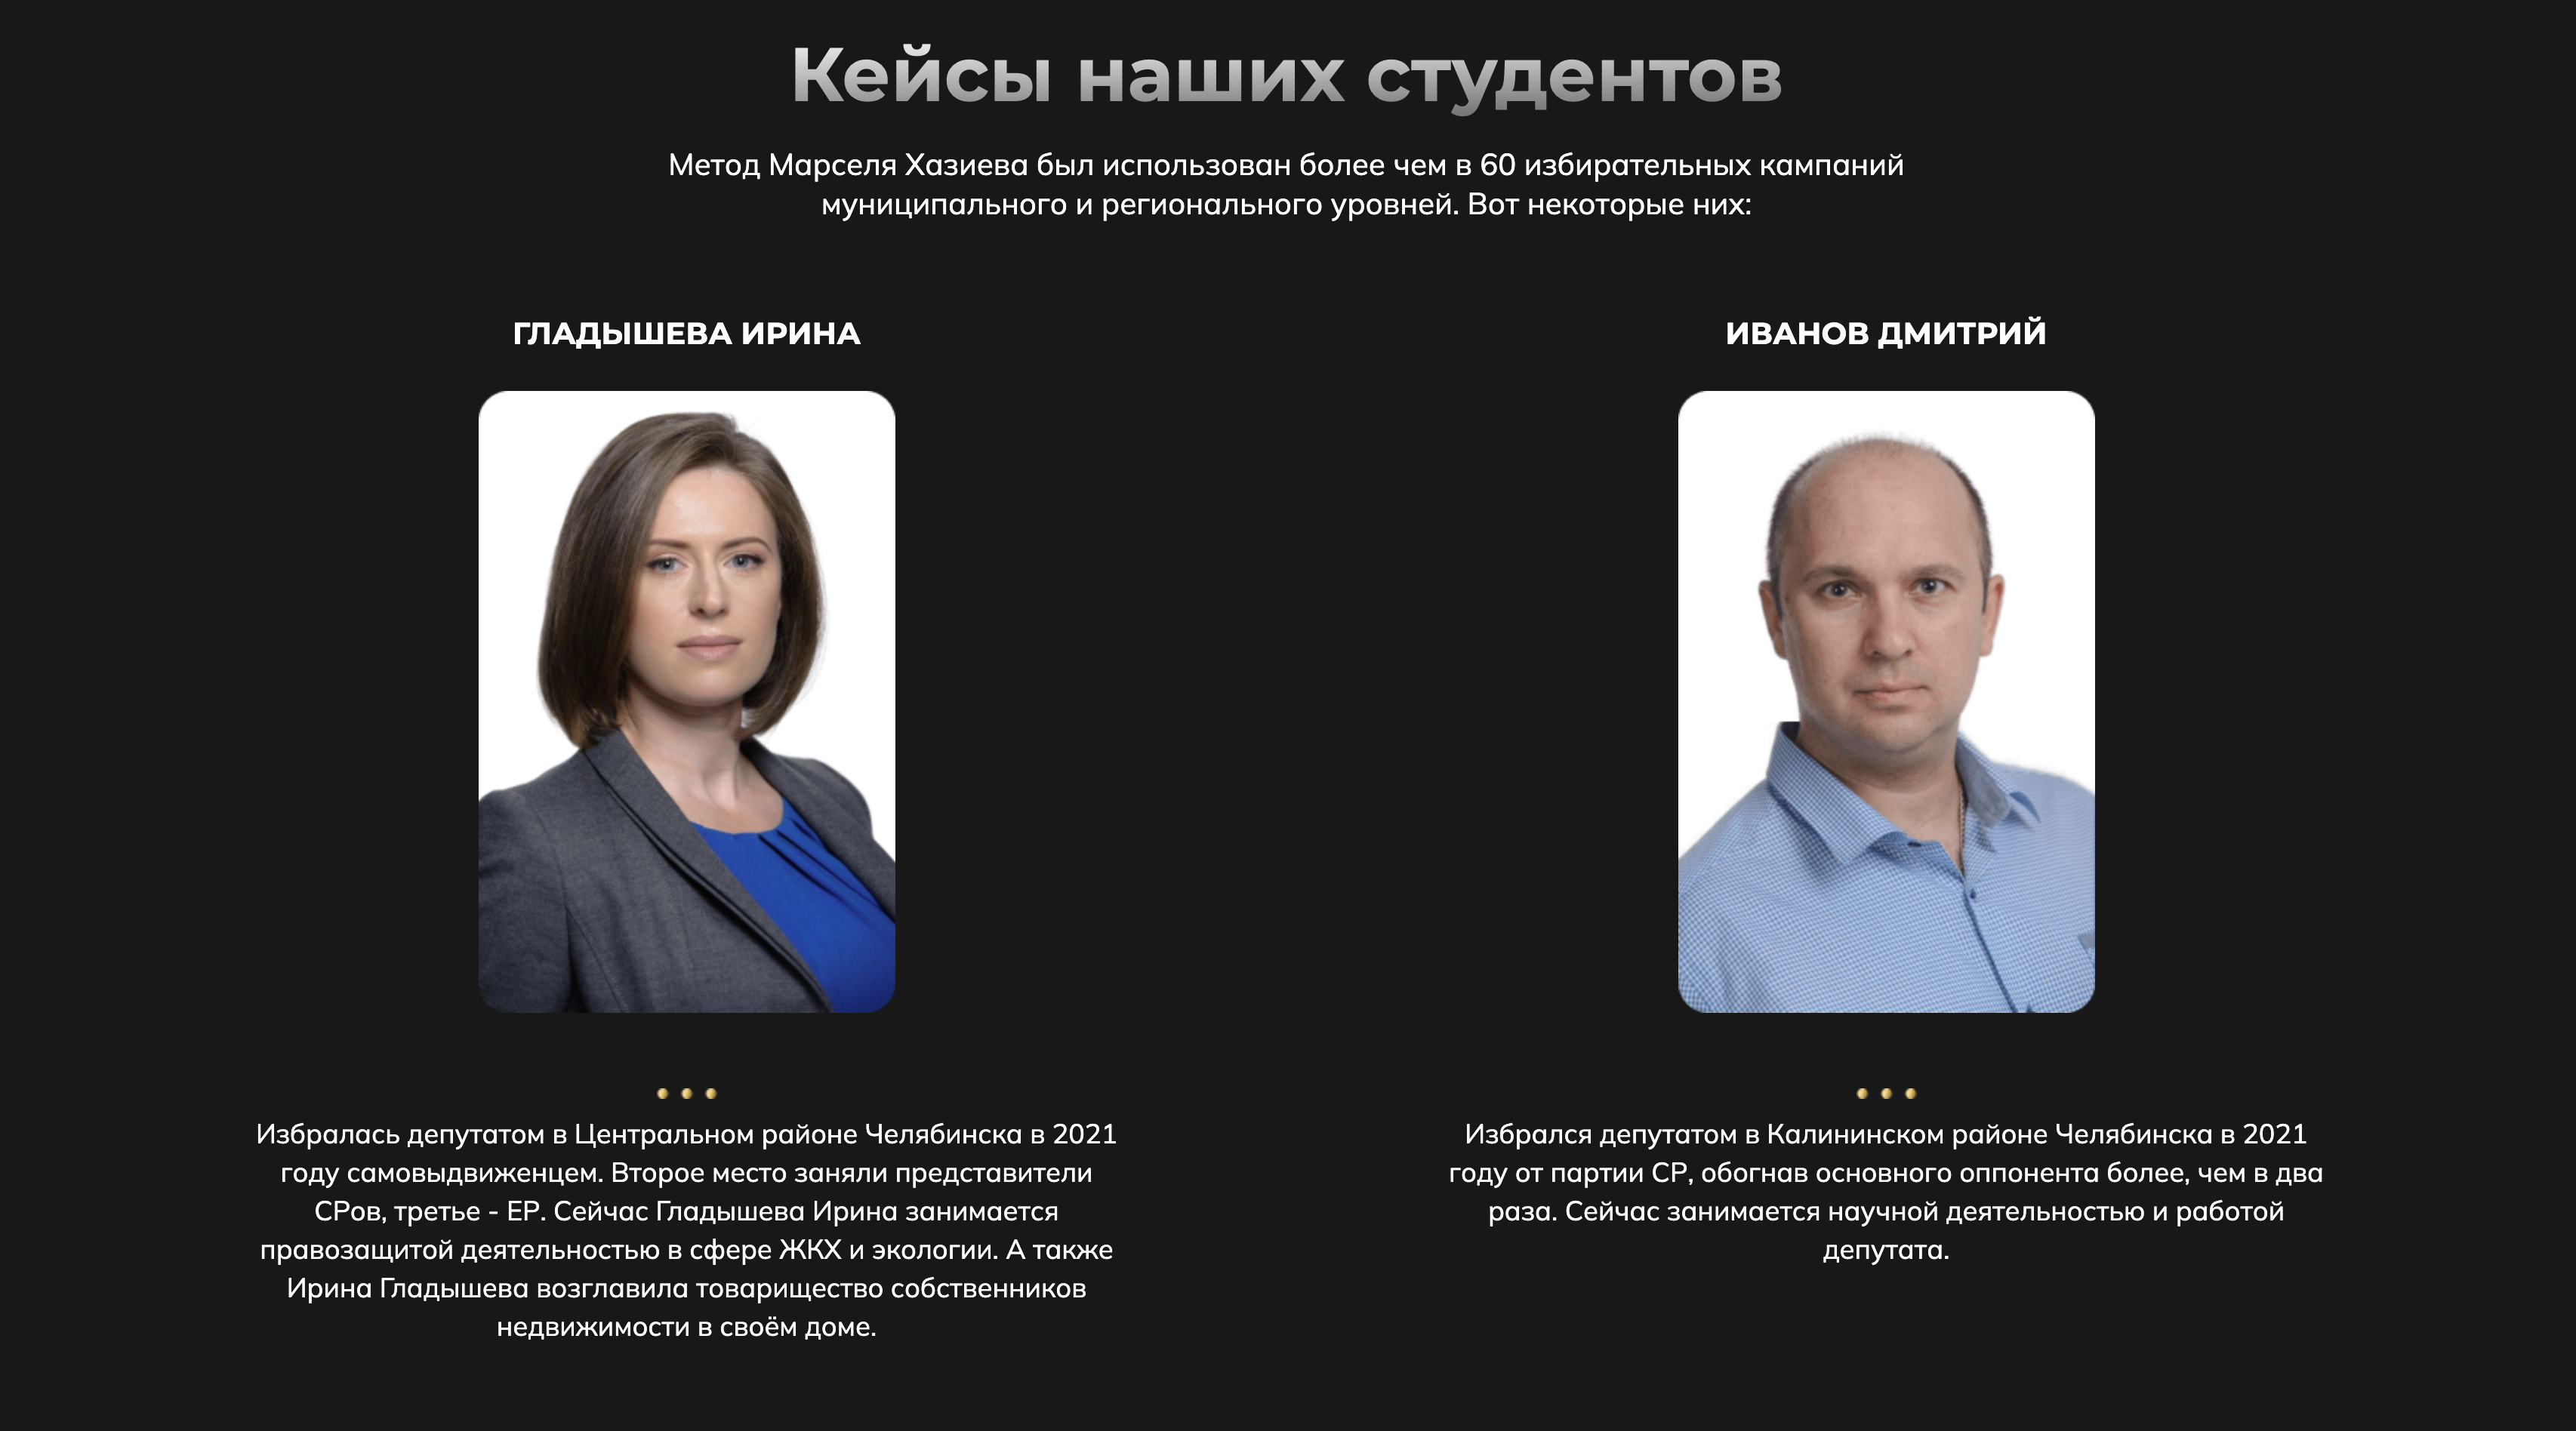 Кейсы наших студентов
Метод Марселя Хазиева был использован более чем в 60 избирательных кампаний
муниципального и регионального уровней. Вот некоторые них:
ГЛАДЫШЕВА ИРИНА
Избралась депутатом в Центральном районе Челябинска в 2021
году самовыдвиженцем. Второе место заняли представители
СРов, третье - ЕР. Сейчас Гладышева Ирина занимается
правозащитой деятельностью в сфере ЖКХ и экологии. А также
Ирина Гладышева возглавила товарищество собственников
недвижимости в своём доме.
ИВАНОВ ДМИТРИЙ
Избрался депутатом в Калининском районе Челябинска в 2021
году от партии СР, обогнав основного оппонента более, чем в два
раза. Сейчас занимается научной деятельностью и работой
депутата.